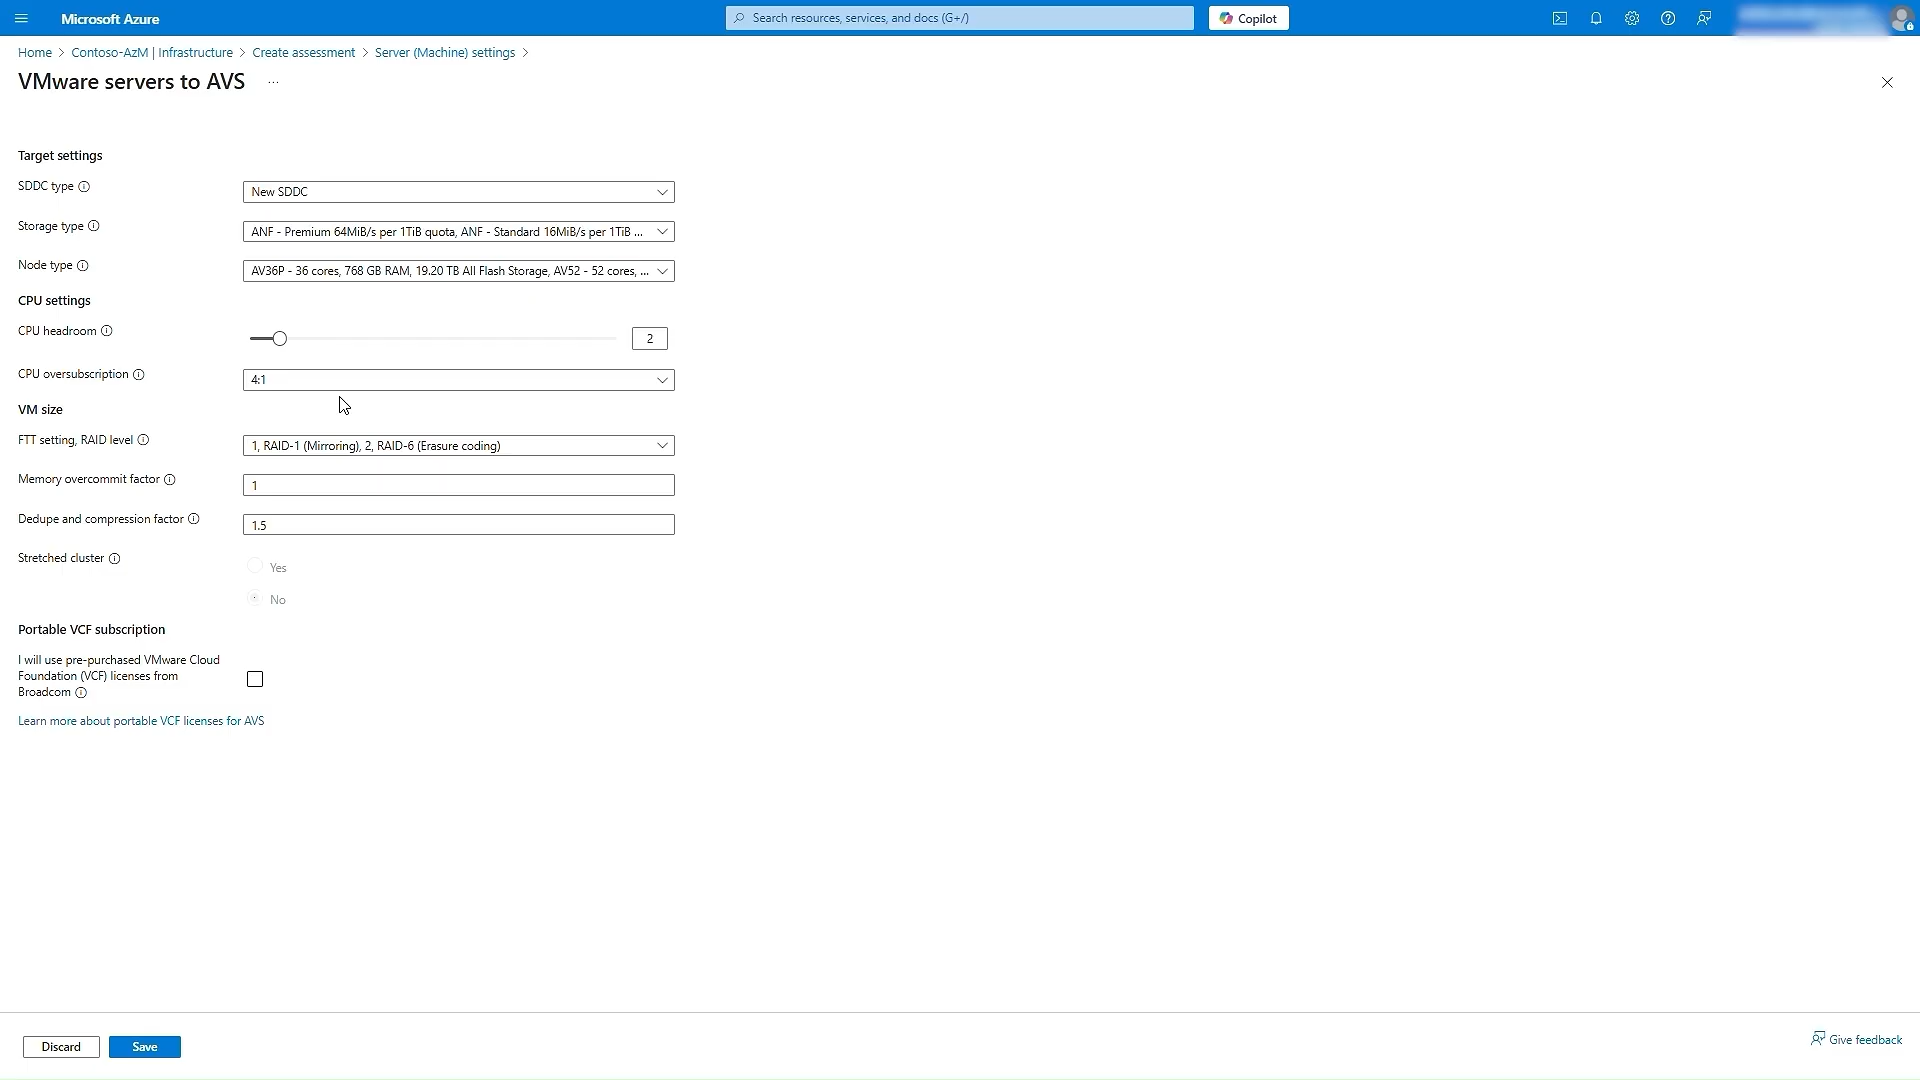 Microsoft Azure
Search resources, services, and docs (G+/)
Copilot
Home > Contoso-AzM | Infrastructure > Create assessment > Server (Machine) settings >
VMware servers to AVS ...
Target settings
SDDC type
New SDDC
Storage type
ANF - Premium 64MiB/s per 1TiB quota, ANF - Standard 16MiB/s per 1TiB ...
Node type
AV36P - 36 cores, 768 GB RAM, 19.20 TB All Flash Storage, AV52 - 52 cores, ...
CPU settings
CPU headroom
2
CPU oversubscription
4:1
VM size
FTT setting, RAID level
1, RAID-1 (Mirroring), 2, RAID-6 (Erasure coding)
Memory overcommit factor
1
Dedupe and compression factor
1.5
Stretched cluster
Yes
No
Portable VCF subscription
I will use pre-purchased VMware Cloud
Foundation (VCF) licenses from
Broadcom
Learn more about portable VCF licenses for AVS
Discard
Save
Give feedback